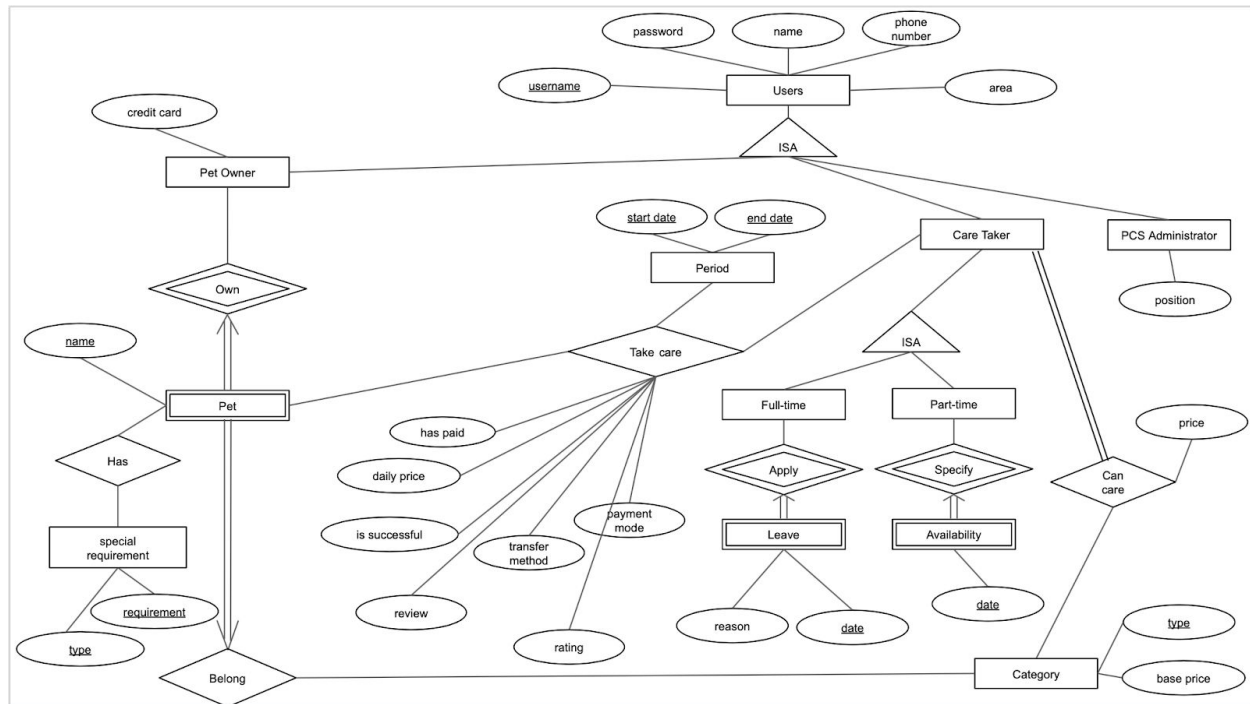 password
name
phone
number
username
Users
area
credit card
ISA
Pet Owner
start date
end date
Care Taker
PCS Administrator
Period
Own
position
name
Take care
ISA
Pet
Full-time
Part-time
has paid
price
Has
daily price
Apply
Specify
Can
care
payment
mode
is successful
transfer
method
Leave
Availability
special
requirement
requirement
review
reason
date
date
type
rating
type
Belong
Category
base price